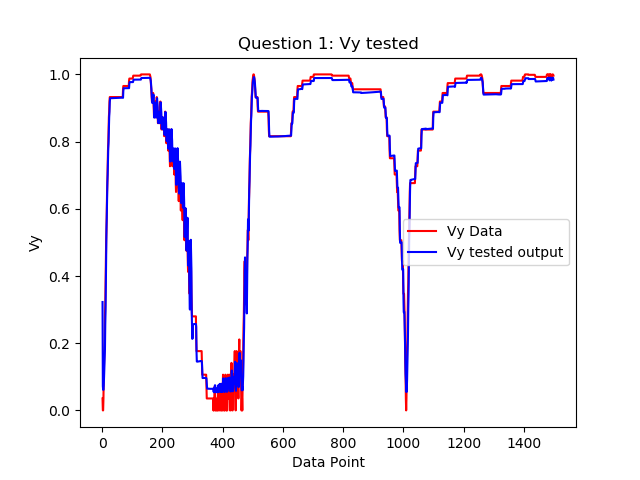 Question 1: Vy tested
1.0
0.8
0.6
0.4
0.2
0.0
Vy
Vy Data
Vy tested output
0 200 400 600 800 1000 1200 1400
Data Point